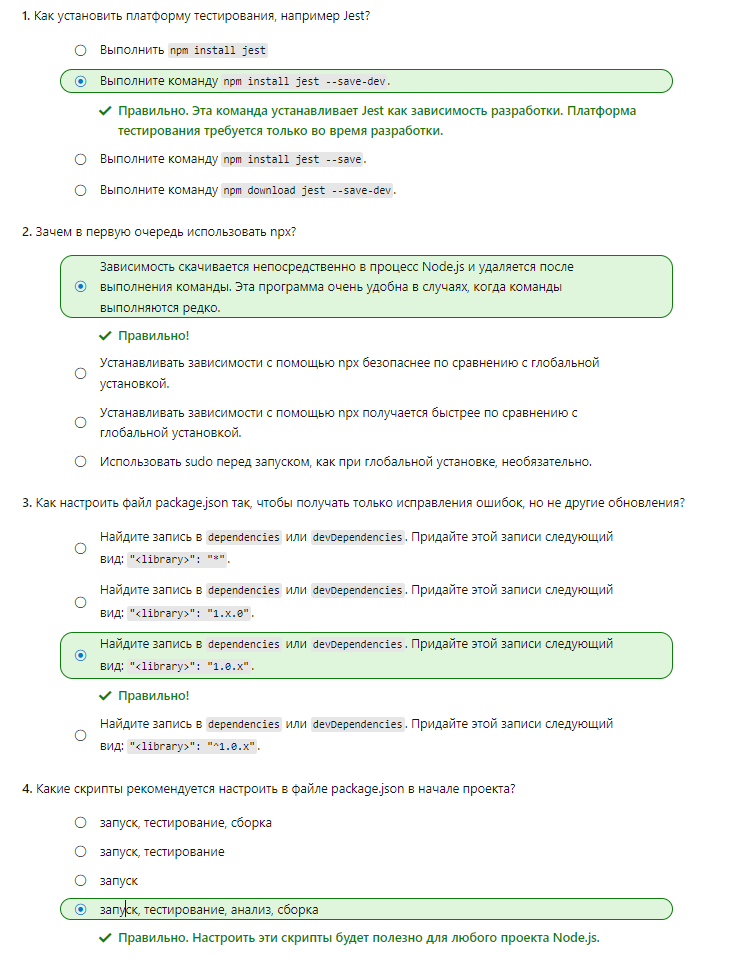 1. Как установить платформу тестирования, например Jest?
Выполнить npm install jest
Выполните команду npm install jest --save-dev.
Правильно. Эта команда устанавливает Jest как зависимость разработки. Платформа
тестирования требуется только во время разработки.
Выполните команду npm install jest --save.
Выполните команду npm download jest --save-dev.
2. Зачем в первую очередь использовать npx?
Зависимость скачивается непосредственно в процесс Node.js и удаляется после
выполнения команды. Эта программа очень удобна в случаях, когда команды
выполняются редко.
Правильно!
Устанавливать зависимости с помощью npx безопаснее по сравнению с глобальной
установкой.
Устанавливать зависимости с помощью npx получается быстрее по сравнению с
глобальной установкой.
Использовать sudo перед запуском, как при глобальной установке, необязательно.
3. Как настроить файл package.json так, чтобы получать только исправления ошибок, но не другие обновления?
Найдите запись в dependencies или devDependencies. Придайте этой записи следующий
вид: "<library>": "*".
Найдите запись в dependencies или devDependencies. Придайте этой записи следующий
вид: "<library>": "1.x.0".
Найдите запись в dependencies или devDependencies. Придайте этой записи следующий
вид: "<library>": "1.0.x".
Правильно!
Найдите запись в dependencies или devDependencies. Придайте этой записи следующий
вид: "<library>": "^1.0.x".
4. Какие скрипты рекомендуется настроить в файле package.json в начале проекта?
запуск, тестирование, сборка
запуск, тестирование
запуск
запуск, тестирование, анализ, сборка
Правильно. Настроить эти скрипты будет полезно для любого проекта Node.js.